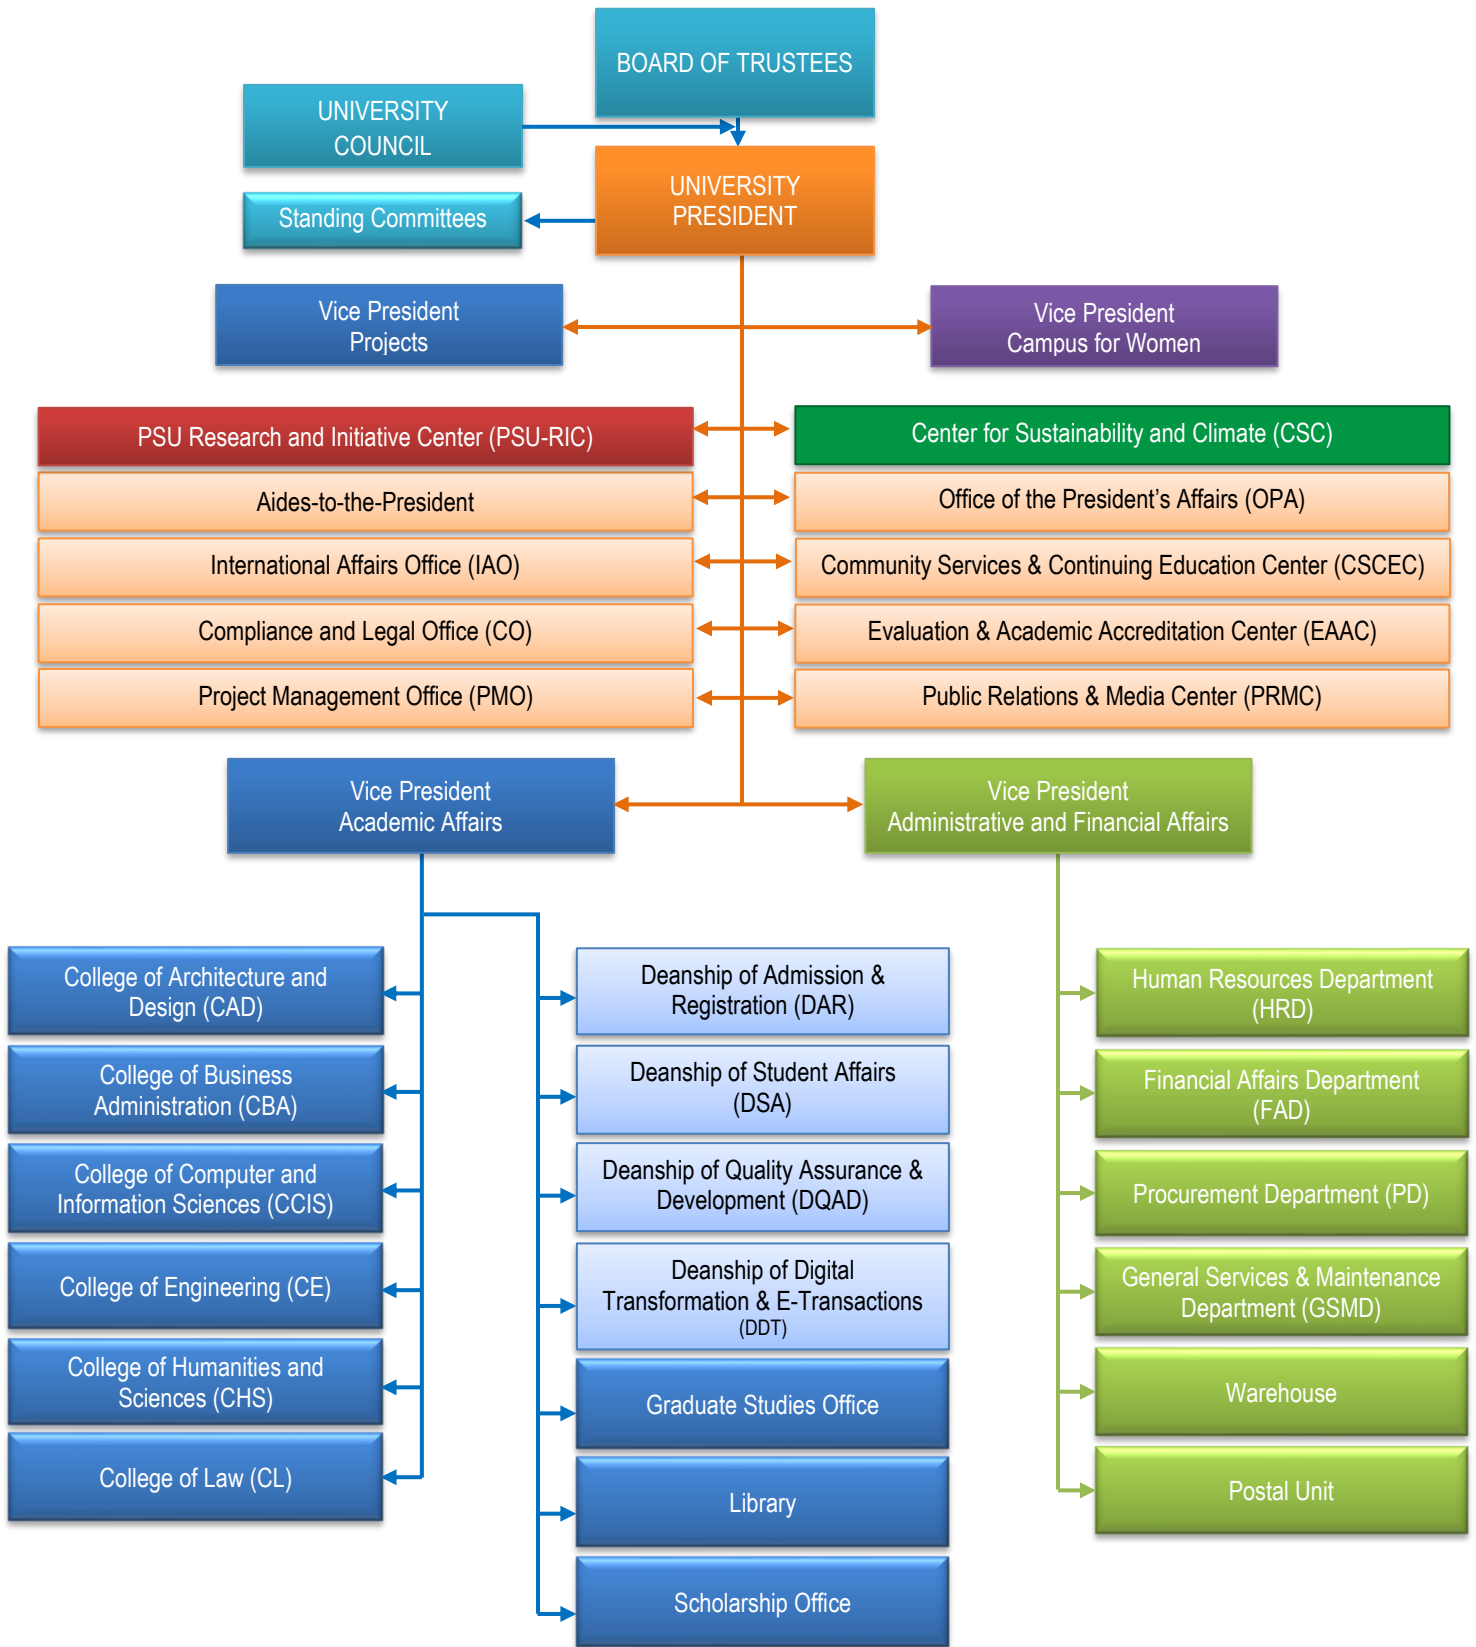 BOARD OF TRUSTEES
UNIVERSITY
COUNCIL
UNIVERSITY
PRESIDENT
Standing Committees
Vice President
Projects
Vice President
Campus for Women
PSU Research and Initiative Center (PSU-RIC)
Center for Sustainability and Climate (CSC)
Aides-to-the-President
Office of the President’s Affairs (OPA)
International Affairs Office (IAO)
Community Services & Continuing Education Center (CSCEC)
Compliance and Legal Office (CO)
Evaluation & Academic Accreditation Center (EAAC)
Project Management Office (PMO)
Public Relations & Media Center (PRMC)
Vice President
Academic Affairs
Vice President
Administrative and Financial Affairs
College of Architecture and
Design (CAD)
College of Business
Administration (CBA)
College of Computer and
Information Sciences (CCIS)
College of Engineering (CE)
College of Humanities and
Sciences (CHS)
College of Law (CL)
Deanship of Admission &
Registration (DAR)
Deanship of Student Affairs
(DSA)
Deanship of Quality Assurance &
Development (DQAD)
Deanship of Digital
Transformation & E-Transactions
(DDT)
Graduate Studies Office
Library
Scholarship Office
Human Resources Department
(HRD)
Financial Affairs Department
(FAD)
Procurement Department (PD)
General Services & Maintenance
Department (GSMD)
Warehouse
Postal Unit